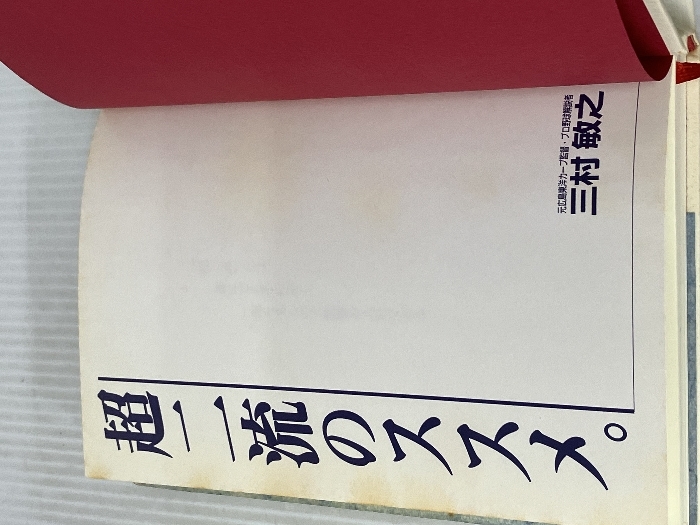 超二流のススメ。
元広島東洋カープ監督・プロ野球解説者
三村 敏之